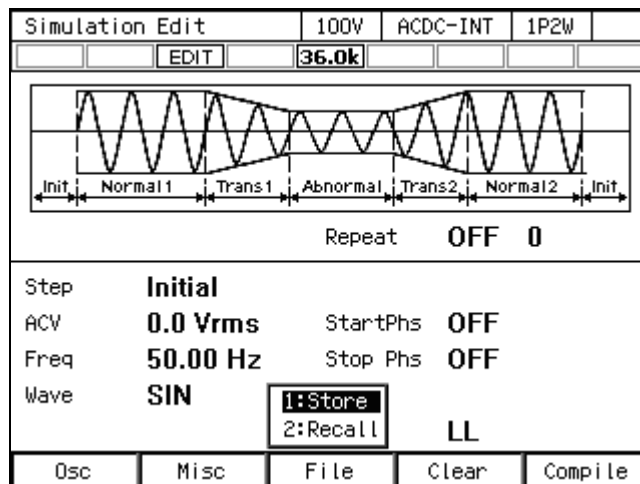 Simulation Edit 100V ACDC-INT 1P2W
EDIT 36.0k
Init Normal1 Trans1 Abnormal Trans2 Normal2 Init
Repeat OFF 0
Step Initial
ACV 0.0 Vrms StartPhs OFF
Freq 50.00 Hz Stop Phs OFF
Wave SIN
1:Store
2:Recall LL
Osc Misc File Clear Compile